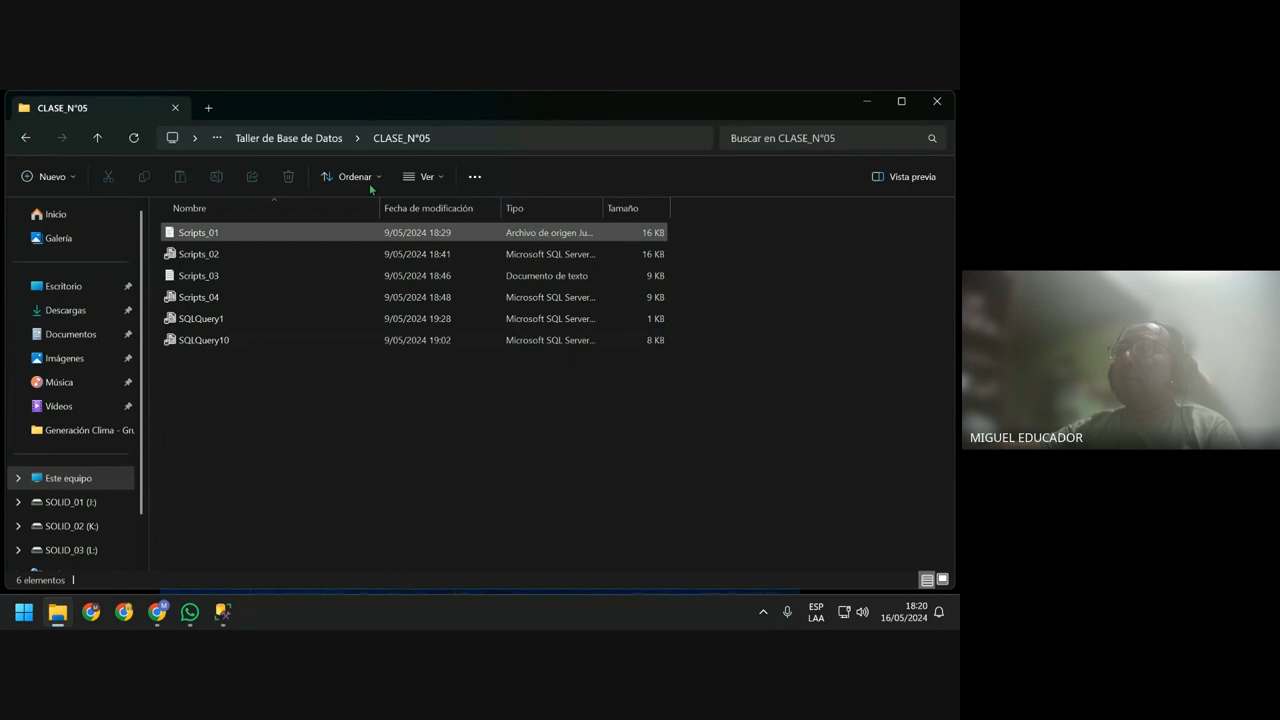 CLASE_N°05
Taller de Base de Datos
CLASE_N°05
Buscar en CLASE_N°05
Nuevo
Ordenar
Ver
Vista previa
Nombre
Fecha de modificación
Tipo
Tamaño
Scripts_01
9/05/2024 18:29
Archivo de origen Ju...
16 KB
Scripts_02
9/05/2024 18:41
Microsoft SQL Server...
16 KB
Scripts_03
9/05/2024 18:46
Documento de texto
9 KB
Scripts_04
9/05/2024 18:48
Microsoft SQL Server...
9 KB
SQLQuery1
9/05/2024 19:28
Microsoft SQL Server...
1 KB
SQLQuery10
9/05/2024 19:02
Microsoft SQL Server...
8 KB
Inicio
Galería
Escritorio
Descargas
Documentos
Imágenes
Música
Vídeos
Generación Clima - Gru
Este equipo
SOLID_01 (J:)
SOLID_02 (K:)
SOLID_03 (L:)
6 elementos
ESP
LAA
18:20
16/05/2024
MIGUEL EDUCADOR